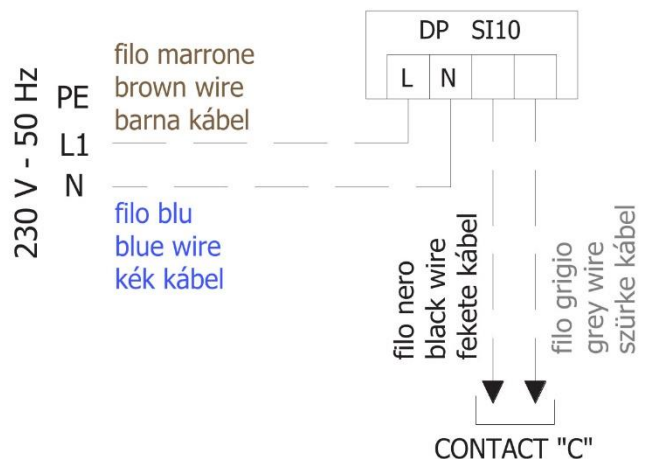 DP SI10
L N
filo marrone
brown wire
barna kábel
230 V - 50 Hz
PE
L1
N
filo blu
blue wire
kék kábel
filo nero
black wire
fekete kábel
filo grigio
grey wire
szürke kábel
CONTACT "C"